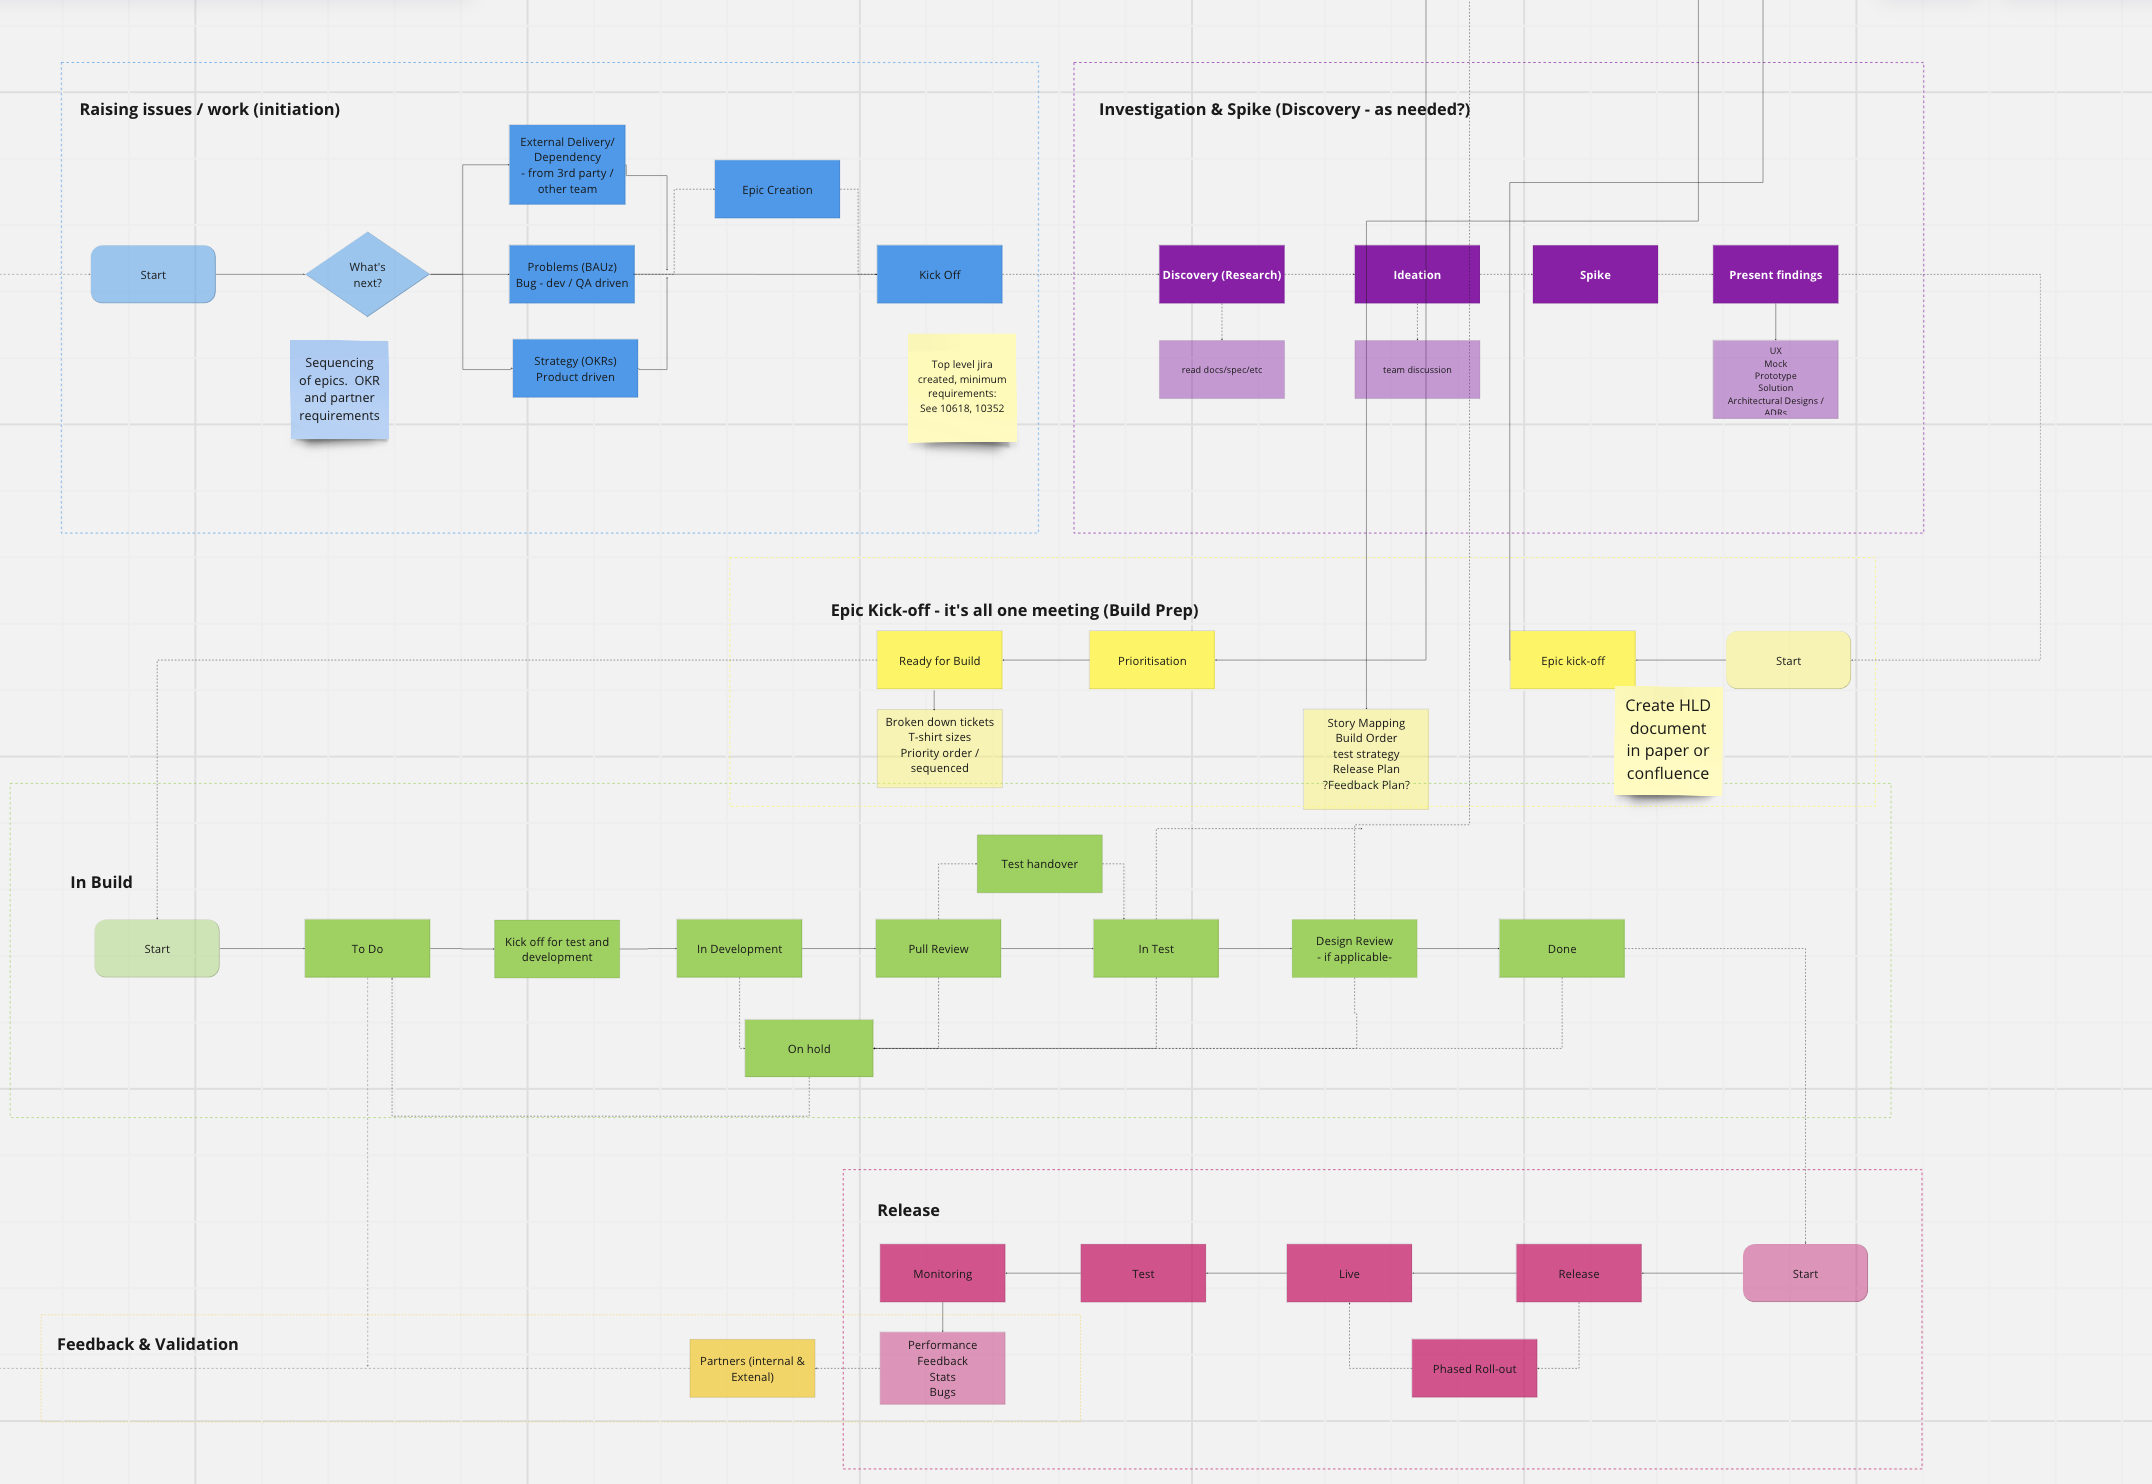 Raising issues / work (initiation)
External Delivery/
Dependency
- from 3rd party /
other team
Epic Creation
Start
What's
next?
Problems (BAUz)
Bug - dev / QA driven
Kick Off
Strategy (OKRs)
Product driven
Sequencing
of epics.  OKR
and partner
requirements
Top level jira
created, minimum
requirements:
See 10618, 10352
Investigation & Spike (Discovery - as needed?)
Discovery (Research)
Ideation
Spike
Present findings
read docs/spec/etc
team discussion
UX
Mock
Prototype
Solution
Architectural Designs /
ADRs
Epic Kick-off - it's all one meeting (Build Prep)
Ready for Build
Prioritisation
Epic kick-off
Start
Broken down tickets
T-shirt sizes
Priority order /
sequenced
Story Mapping
Build Order
test strategy
Release Plan
?Feedback Plan?
Create HLD
document
in paper or
confluence
In Build
Test handover
Start
To Do
Kick off for test and
development
In Development
Pull Review
In Test
Design Review
- if applicable-
Done
On hold
Release
Monitoring
Test
Live
Release
Start
Phased Roll-out
Performance
Feedback
Stats
Bugs
Feedback & Validation
Partners (internal &
Extenal)